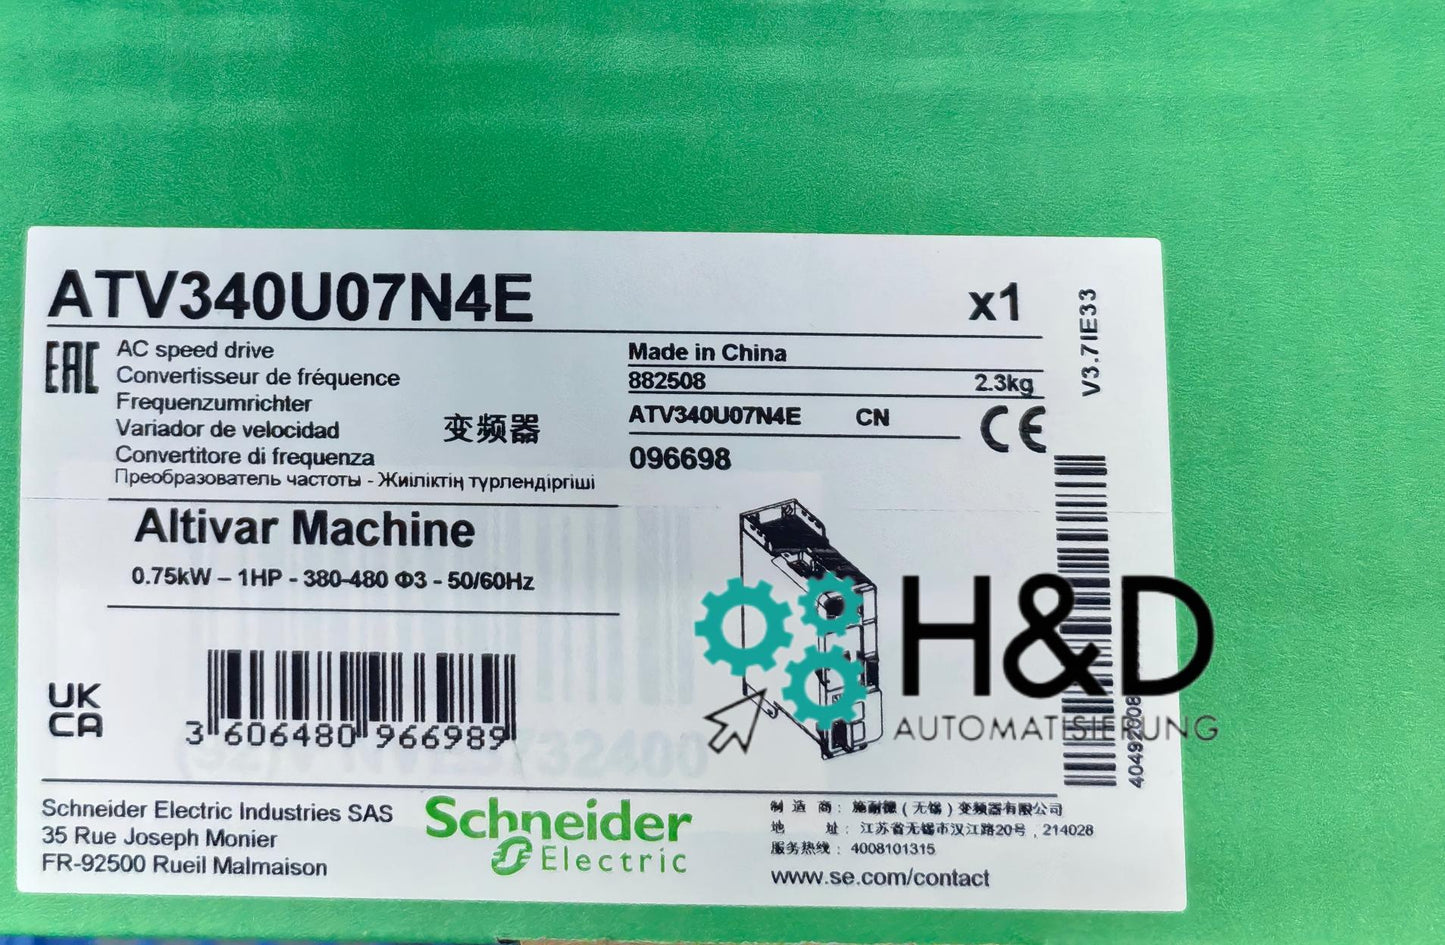 ATV340U07N4E x1
V3.7IE33
EAC
AC speed drive
Convertisseur de fréquence
Frequenzumrichter
Variador de velocidad
Convertitore di frequenza
Преобразователь частоты - Жиіліктің түрлендіргіші
变频器
Made in China
882508 2.3kg
ATV340U07N4E CN
CE
096698
Altivar Machine
0.75kW – 1HP - 380-480 Φ3 - 50/60Hz
UK
CA
3 606480 966989
H&D
AUTOMATISIERUNG
Schneider Electric Industries SAS
35 Rue Joseph Monier
FR-92500 Rueil Malmaison
Schneider
Electric
制 造 商： 施耐德（无锡）变频器有限公司
地 址： 江苏省无锡市汉江路20号，214028
服务热线： 4008101315
www.se.com/contact